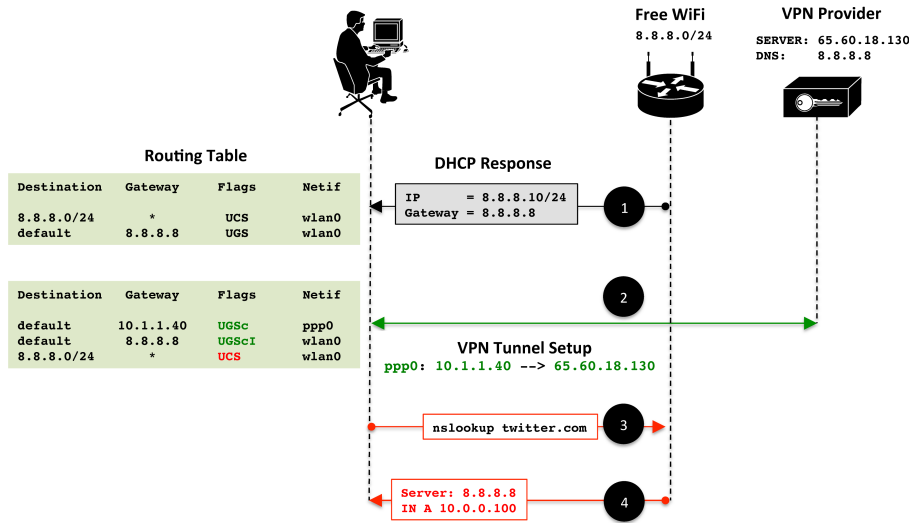 Free WiFi
8.8.8.0/24
VPN Provider
SERVER: 65.60.18.130
DNS: 8.8.8.8
Routing Table
Destination Gateway Flags Netif
8.8.8.0/24 * UCS wlan0
default 8.8.8.8 UGS wlan0
DHCP Response
IP = 8.8.8.10/24
Gateway = 8.8.8.8
1
Destination Gateway Flags Netif
default 10.1.1.40 UGSc ppp0
default 8.8.8.8 UGScI wlan0
8.8.8.0/24 * UCS wlan0
2
VPN Tunnel Setup
ppp0: 10.1.1.40 --> 65.60.18.130
nslookup twitter.com
3
Server: 8.8.8.8
IN A 10.0.0.100
4